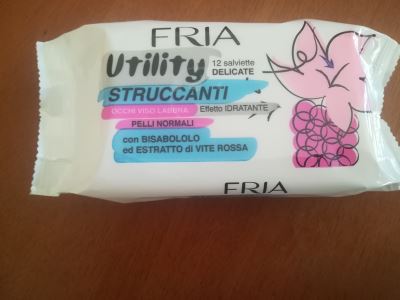 FRIA
Utility
12 salviette
DELICATE
STRUCCANTI
OCCHI VISO LABBRA
Effetto IDRATANTE
PELLI NORMALI
con BISABOLOLO
ed ESTRATTO di VITE ROSSA
FRIA